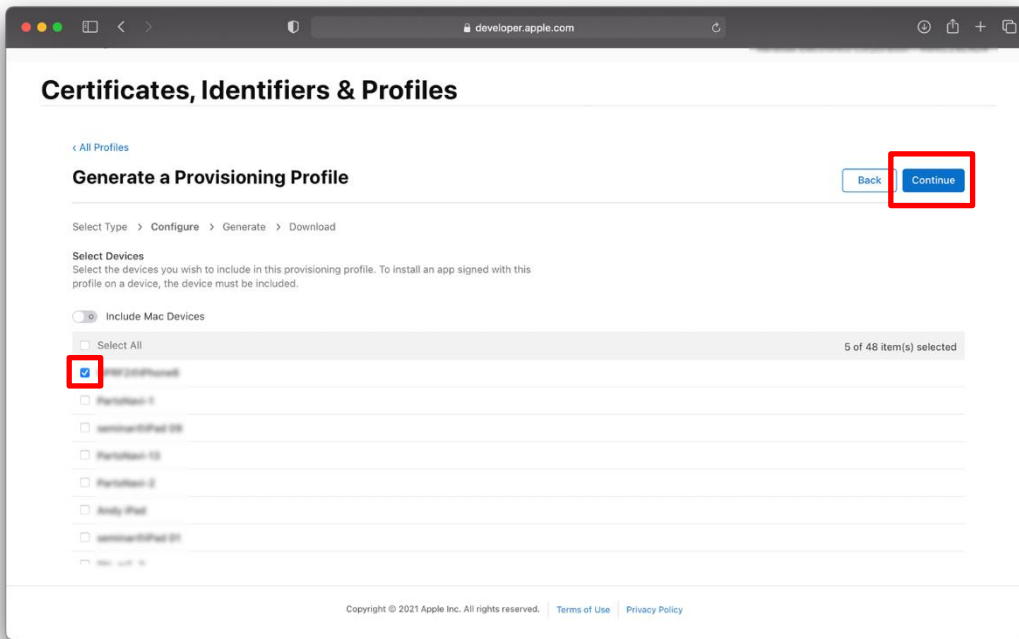 developer.apple.com
Certificates, Identifiers & Profiles
‹ All Profiles
Generate a Provisioning Profile
Back
Continue
Select Type > Configure > Generate > Download
Select Devices
Select the devices you wish to include in this provisioning profile. To install an app signed with this
profile on a device, the device must be included.
Include Mac Devices
Select All
5 of 48 item(s) selected
Copyright © 2021 Apple Inc. All rights reserved. Terms of Use Privacy Policy